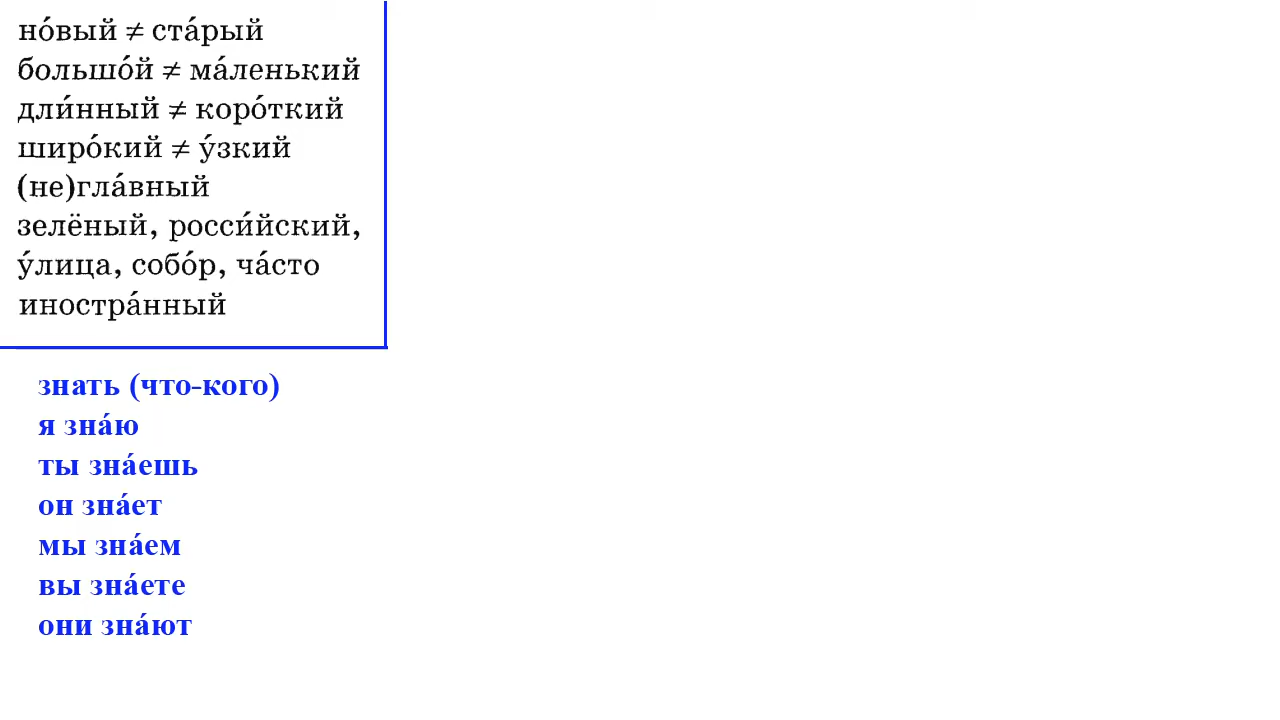 но́вый ≠ ста́рый
большо́й ≠ ма́ленький
дли́нный ≠ коро́ткий
широ́кий ≠ у́зкий
(не)гла́вный
зелёный, росси́йский,
у́лица, собо́р, ча́сто
иностра́нный
знать (что-кого)
я зна́ю
ты зна́ешь
он зна́ет
мы зна́ем
вы зна́ете
они зна́ют